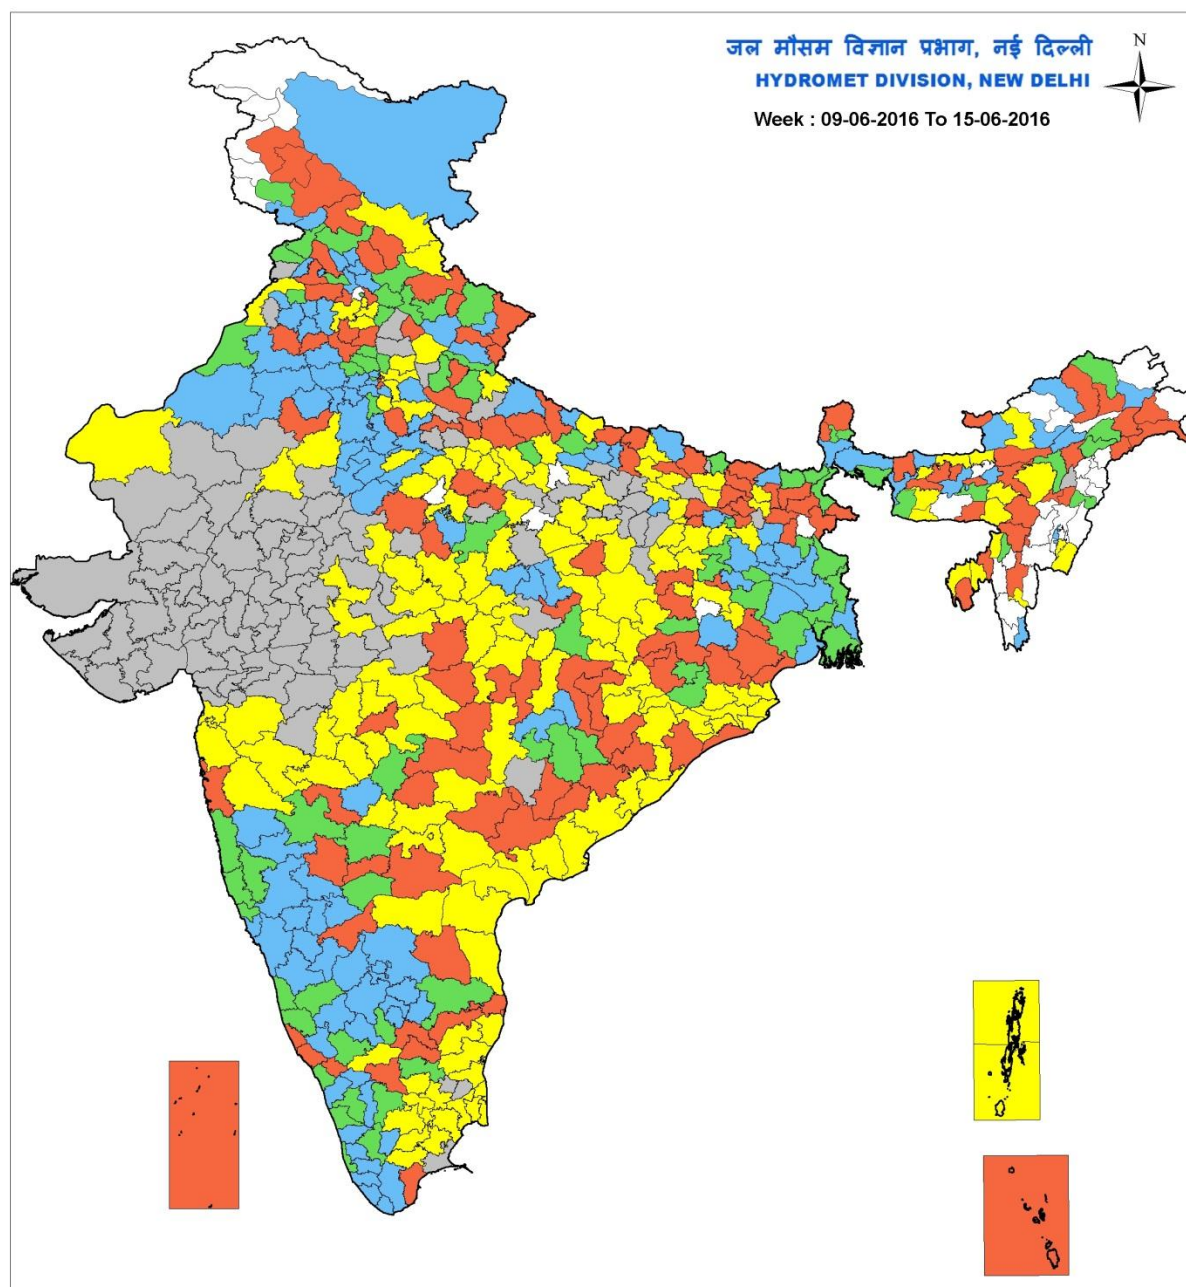 जल मौसम विज्ञान प्रभाग, नई दिल्ली
HYDROMET DIVISION, NEW DELHI
Week : 09-06-2016 To 15-06-2016
N